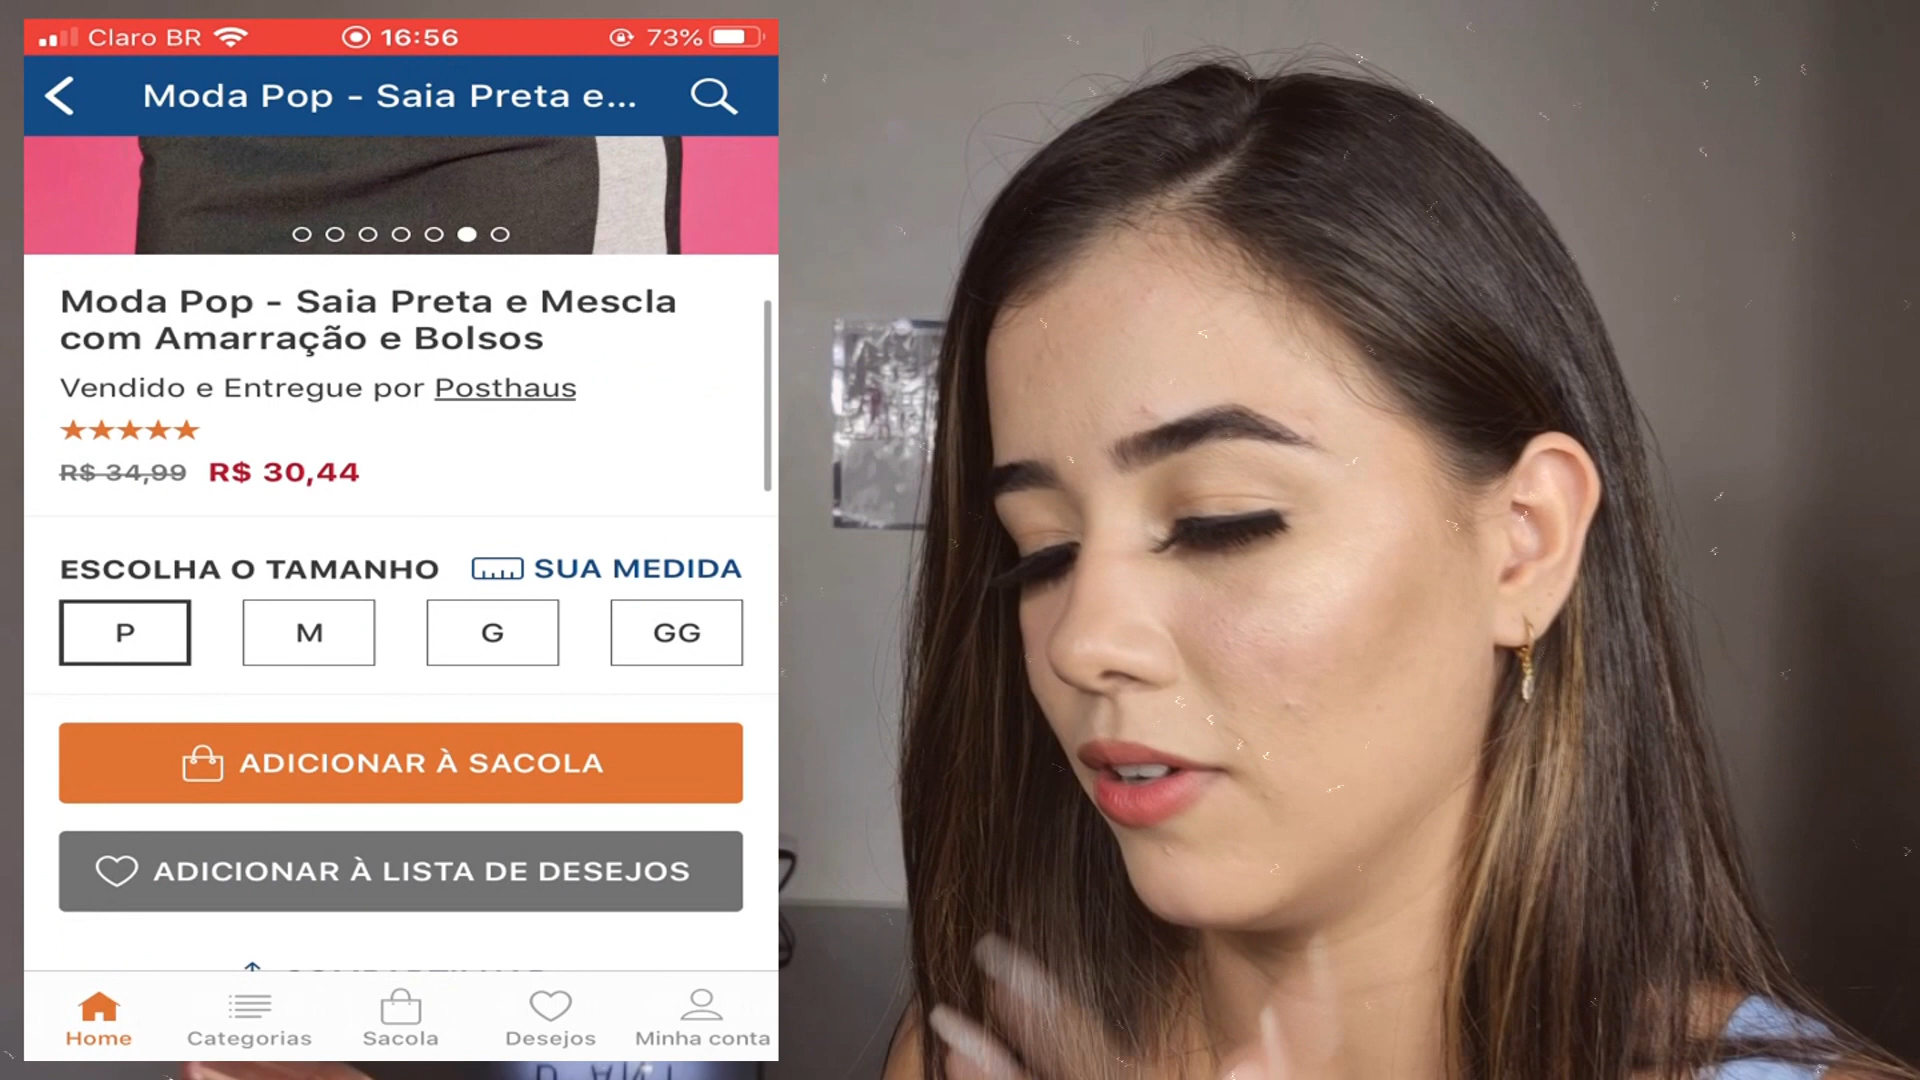 Claro BR
16:56
73%
Moda Pop - Saia Preta e...
Moda Pop - Saia Preta e Mescla
com Amarração e Bolsos
Vendido e Entregue por Posthaus
R$ 34,99 R$ 30,44
ESCOLHA O TAMANHO
SUA MEDIDA
P
M
G
GG
ADICIONAR À SACOLA
ADICIONAR À LISTA DE DESEJOS
Home
Categorias
Sacola
Desejos
Minha conta